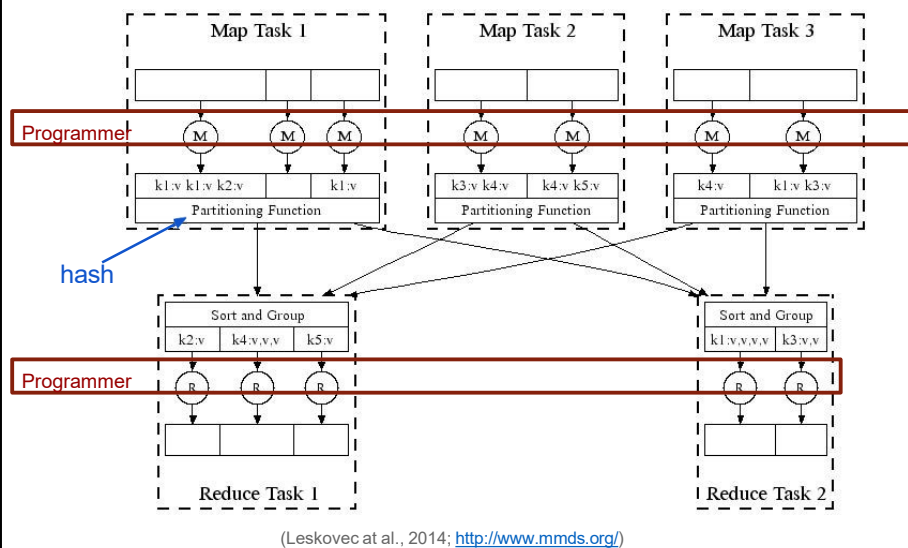 Map Task 1 Map Task 2 Map Task 3
Programmer M M M M M M M
k1:v k1:v k2:v k1:v k3:v k4:v k4:v k5:v k4:v k1:v k3:v
Partitioning Function Partitioning Function Partitioning Function
hash
Sort and Group Sort and Group
k2:v k4:v,v,v k5:v k1:v,v,v,v k3:v,v
Programmer R R R R R
Reduce Task 1 Reduce Task 2
(Leskovec at al., 2014; http://www.mmds.org/)